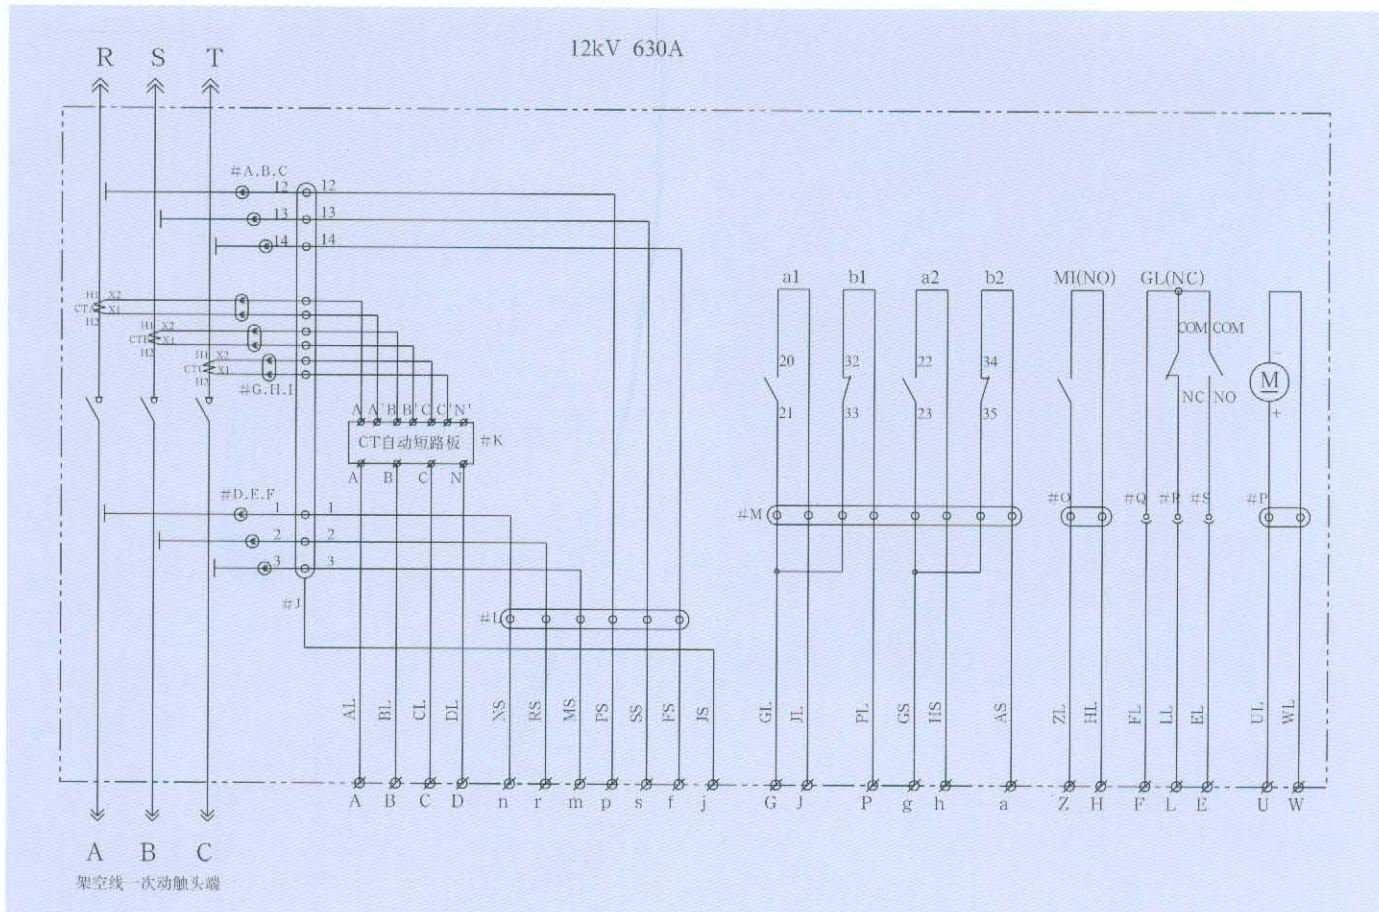 12kV 630A
R S T
#A.B.C
12 12
13 13
14 14
H1 X2
CTA X1
H2
H1 X2
CTB X1
H2
H1 X2
CTC X1
H2
#G.H.I
a1 b1 a2 b2 MI(NO) GL(NC)
COM COM
20 32 22 34
M
-
+
21 33 23 35
NC NO
A A' B B' C C' N'
CT自动短路板 #K
A B C N
#D.E.F
1 1
2 2
3 3
#M #O #Q #R #S #P
#J
#L
AL BL CL DL NS RS MS PS SS FS JS GL JL PL GS HS AS ZL HL FL LL EL UL WL
A B C D n r m p s f j G J P g h a Z H F L E U W
A B C
架空线一次动触头端